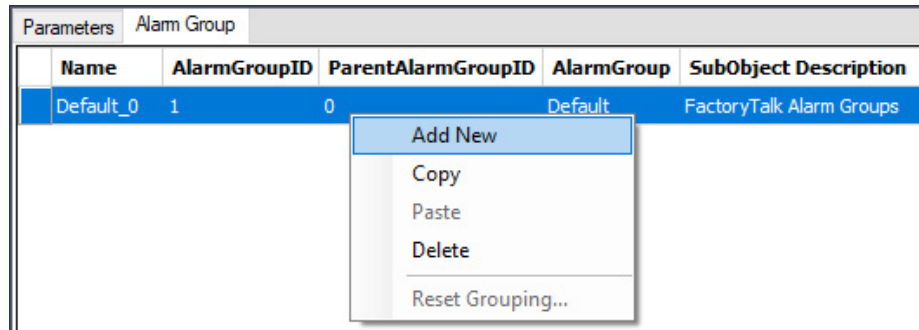 Parameters Alarm Group
Name AlarmGroupID ParentAlarmGroupID AlarmGroup SubObject Description
Default_0 1 0 Default FactoryTalk Alarm Groups
Add New
Copy
Paste
Delete
Reset Grouping...